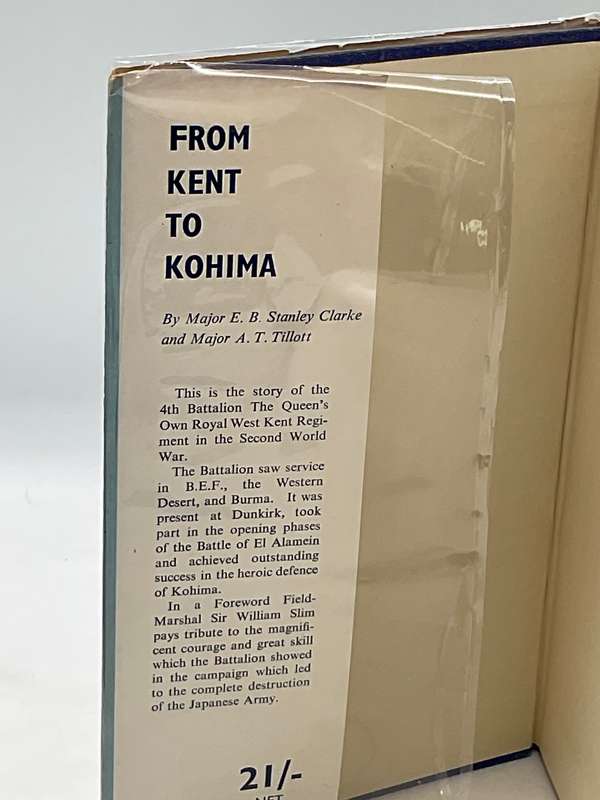 FROM
KENT
TO
KOHIMA
By Major E. B. Stanley Clarke
and Major A. T. Tillott
This is the story of the
4th Battalion The Queen's
Own Royal West Kent Regi-
ment in the Second World
War.
The Battalion saw service
in B.E.F., the Western
Desert, and Burma. It was
present at Dunkirk, took
part in the opening phases
of the Battle of El Alamein
and achieved outstanding
success in the heroic defence
of Kohima.
In a Foreword Field-
Marshal Sir William Slim
pays tribute to the magnifi-
cent courage and great skill
which the Battalion showed
in the campaign which led
to the complete destruction
of the Japanese Army.
21/-
NET